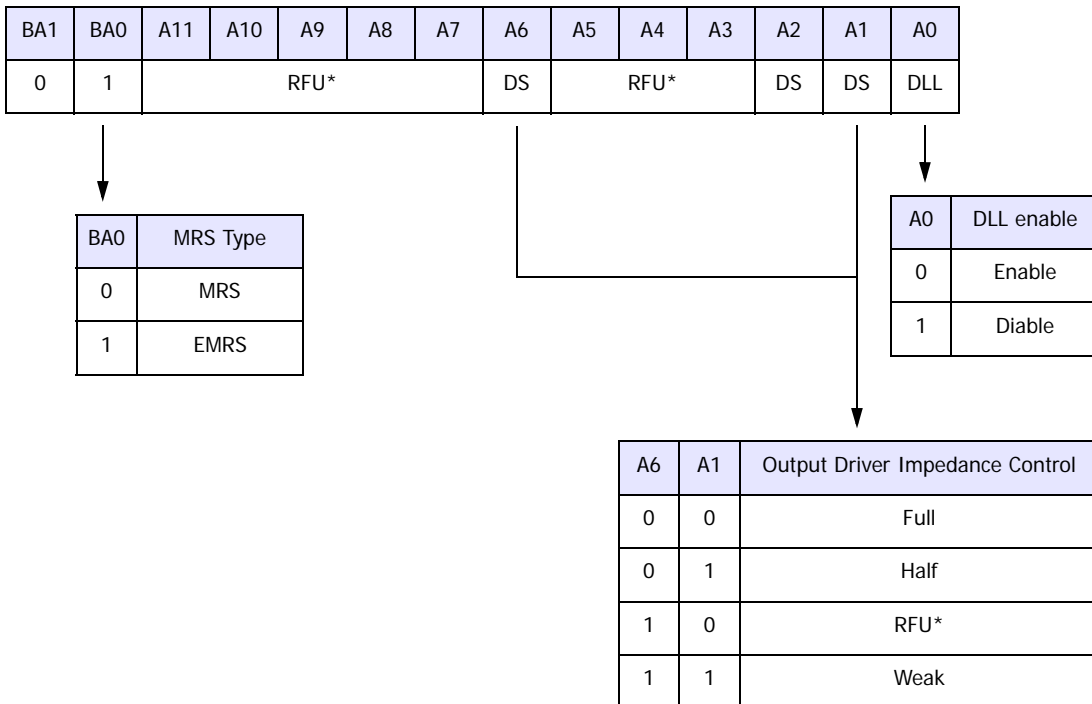 BA1 BA0 A11 A10 A9 A8 A7 A6 A5 A4 A3 A2 A1 A0
0 1 RFU* DS RFU* DS DS DLL
BA0 MRS Type
0 MRS
1 EMRS
A0 DLL enable
0 Enable
1 Diable
A6 A1 Output Driver Impedance Control
0 0 Full
0 1 Half
1 0 RFU*
1 1 Weak